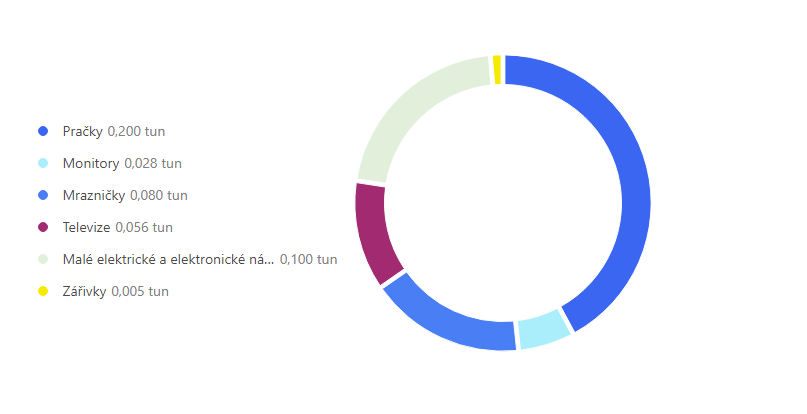 Pračky 0,200 tun
Monitory 0,028 tun
Mrazničky 0,080 tun
Televize 0,056 tun
Malé elektrické a elektronické ná... 0,100 tun
Zářivky 0,005 tun